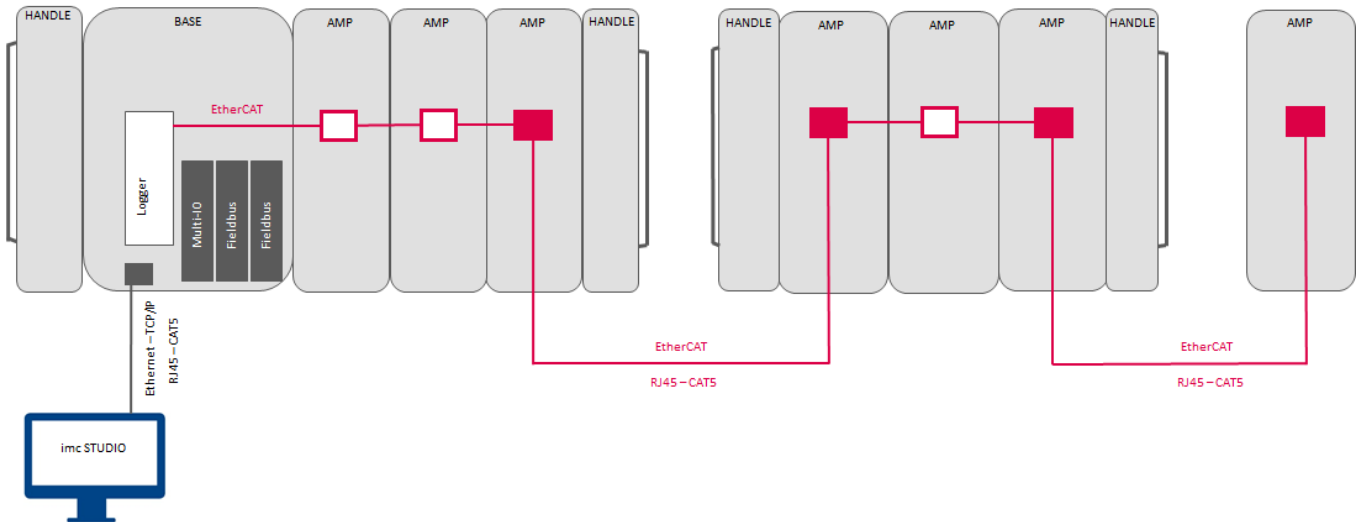 HANDLE
BASE
AMP
AMP
AMP
HANDLE
HANDLE
AMP
AMP
AMP
HANDLE
AMP
EtherCAT
Logger
Multi-IO
Fieldbus
Fieldbus
Ethernet – TCP/IP
RJ45 – CAT5
EtherCAT
RJ45 – CAT5
EtherCAT
RJ45 – CAT5
imc STUDIO